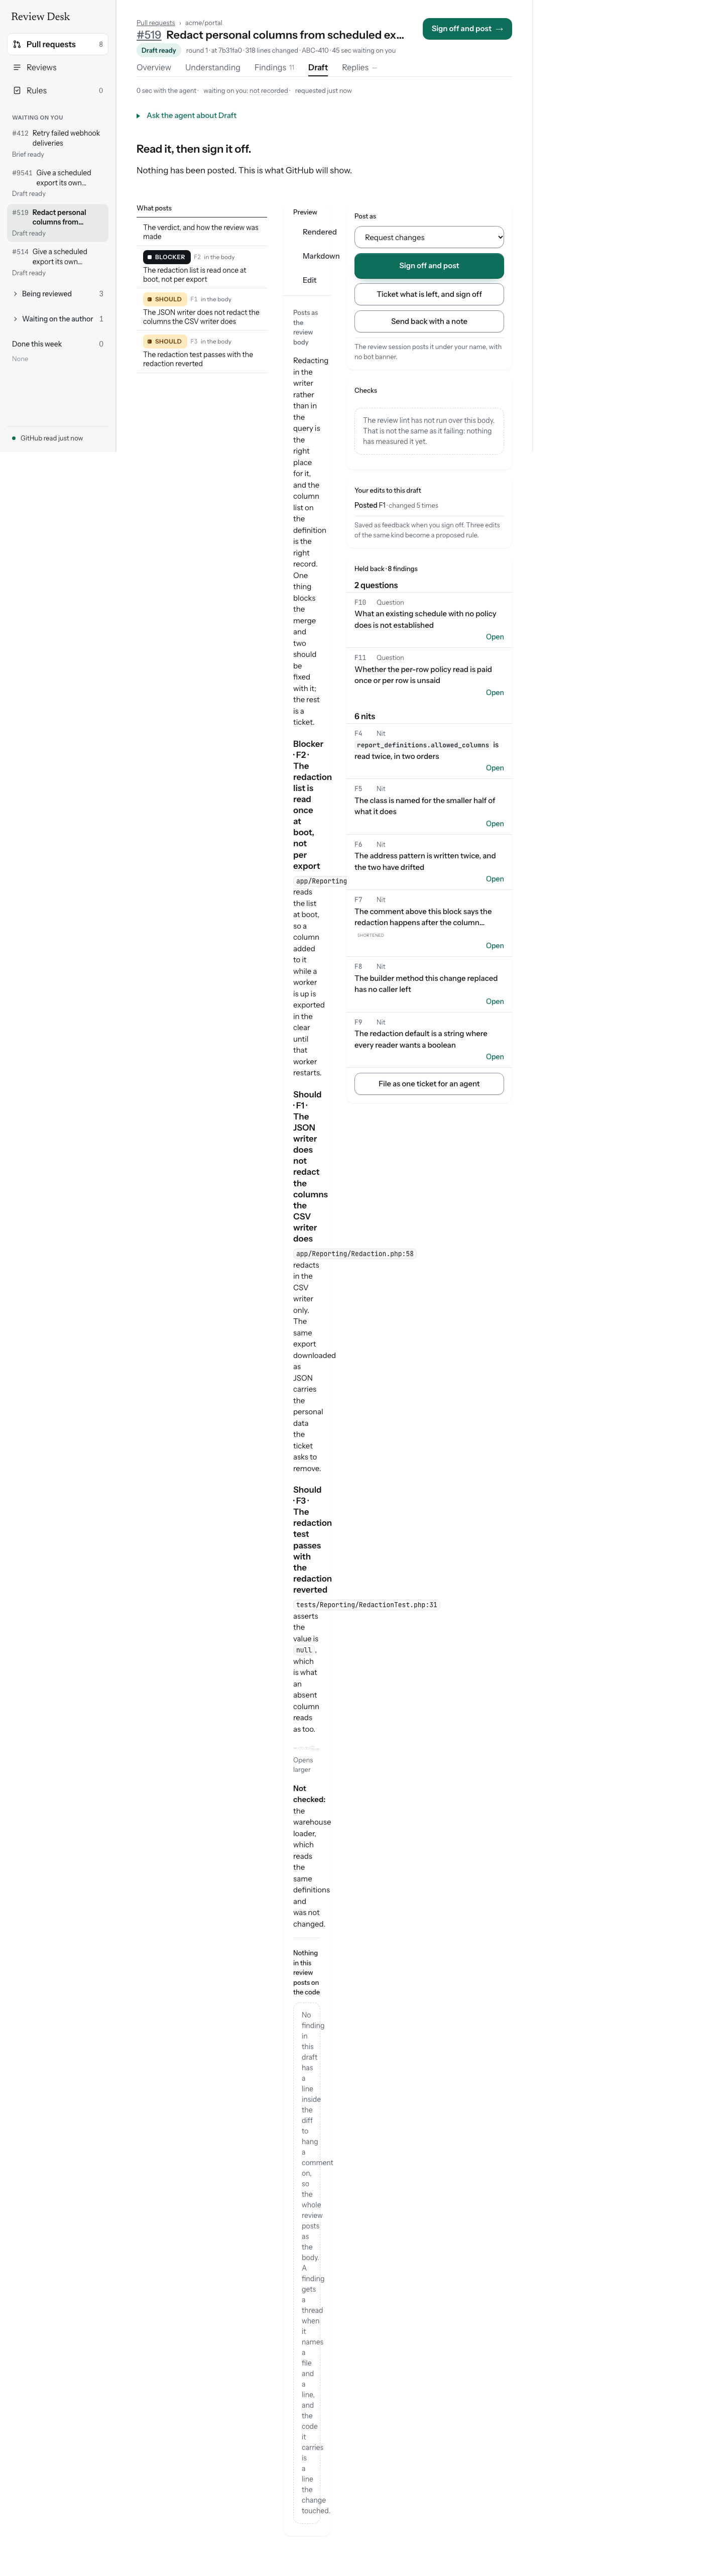 Review Desk
Pull requests 8
Reviews
Rules 0
WAITING ON YOU
#412 Retry failed webhook
deliveries
Brief ready
#9541 Give a scheduled
export its own...
Draft ready
#519 Redact personal
columns from...
Draft ready
#514 Give a scheduled
export its own...
Draft ready
Being reviewed 3
Waiting on the author 1
Done this week 0
None
GitHub read just now
Pull requests › acme/portal
#519 Redact personal columns from scheduled ex...
Sign off and post →
Draft ready round 1 · at 7b31fa0 · 318 lines changed · ABC-410 · 45 sec waiting on you
Overview Understanding Findings 11 Draft Replies —
0 sec with the agent · waiting on you: not recorded · requested just now
Ask the agent about Draft
Read it, then sign it off.
Nothing has been posted. This is what GitHub will show.
What posts
The verdict, and how the review was
made
BLOCKER F2 in the body
The redaction list is read once at
boot, not per export
SHOULD F1 in the body
The JSON writer does not redact the
columns the CSV writer does
SHOULD F3 in the body
The redaction test passes with the
redaction reverted
Preview
Rendered
Markdown
Edit
Posts as
the
review
body
Redacting
in the
writer
rather
than in
the
query is
the
right
place
for it,
and the
column
list on
the
definition
is the
right
record.
One
thing
blocks
the
merge
and
two
should
be
fixed
with it;
the rest
is a
ticket.
Blocker
· F2 ·
The
redaction
list is
read
once
at
boot,
not
per
export
app/Reporting
reads
the list
at boot,
so a
column
added
to it
while a
worker
is up is
exported
in the
clear
until
that
worker
restarts.
Should
· F1 ·
The
JSON
writer
does
not
redact
the
columns
the
CSV
writer
does
app/Reporting/Redaction.php:58
redacts
in the
CSV
writer
only.
The
same
export
downloaded
as
JSON
carries
the
personal
data
the
ticket
asks to
remove.
Should
· F3 ·
The
redaction
test
passes
with
the
redaction
reverted
tests/Reporting/RedactionTest.php:31
asserts
the
value is
null,
which
is what
an
absent
column
reads
as too.
Opens
larger
Not
checked:
the
warehouse
loader,
which
reads
the
same
definitions
and
was not
changed.
Nothing
in this
review
posts on
the code
No
finding
in
this
draft
has
a
line
inside
the
diff
to
hang
a
comment
on,
so
the
whole
review
posts
as
the
body.
A
finding
gets
a
thread
when
it
names
a
file
and
a
line,
and
the
code
it
carries
is
a
line
the
change
touched.
Post as
Request changes
Sign off and post
Ticket what is left, and sign off
Send back with a note
The review session posts it under your name, with
no bot banner.
Checks
The review lint has not run over this body.
That is not the same as it failing: nothing
has measured it yet.
Your edits to this draft
Posted F1 · changed 5 times
Saved as feedback when you sign off. Three edits
of the same kind become a proposed rule.
Held back · 8 findings
2 questions
F10 Question
What an existing schedule with no policy
does is not established
Open
F11 Question
Whether the per-row policy read is paid
once or per row is unsaid
Open
6 nits
F4 Nit
report_definitions.allowed_columns is
read twice, in two orders
Open
F5 Nit
The class is named for the smaller half of
what it does
Open
F6 Nit
The address pattern is written twice, and
the two have drifted
Open
F7 Nit
The comment above this block says the
redaction happens after the column...
SHORTENED
Open
F8 Nit
The builder method this change replaced
has no caller left
Open
F9 Nit
The redaction default is a string where
every reader wants a boolean
Open
File as one ticket for an agent